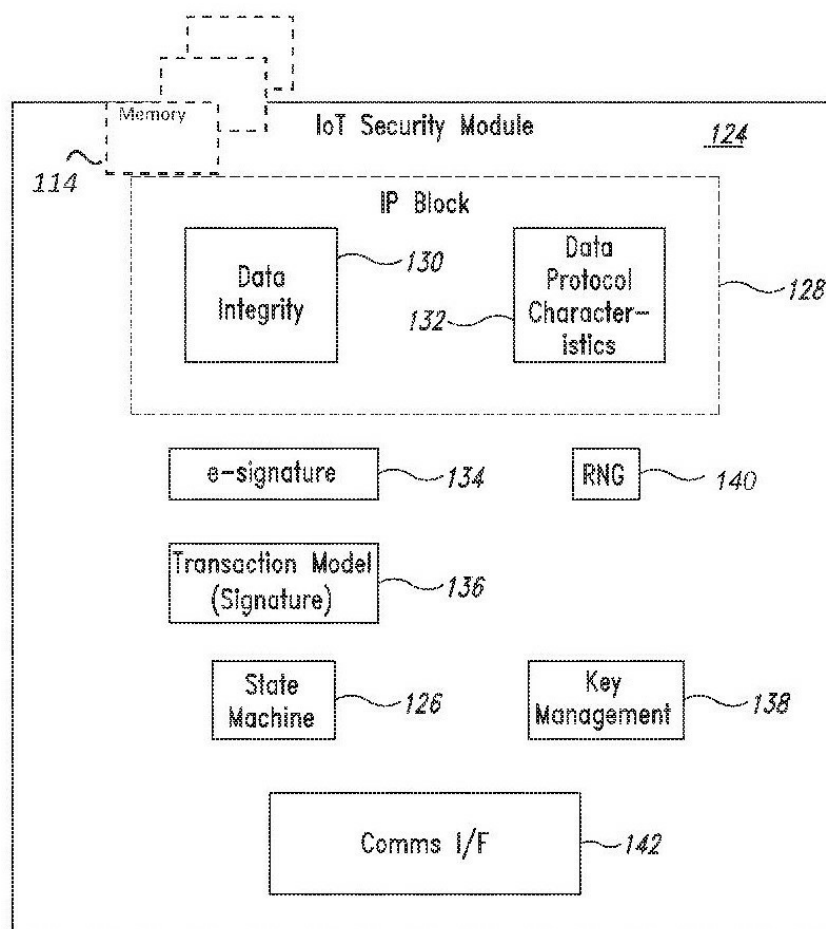 Memory
IoT Security Module
124
114
IP Block
Data
Integrity
130
Data
Protocol
Character-
istics
132
128
e-signature
134
RNG
140
Transaction Model
(Signature)
136
State
Machine
126
Key
Management
138
Comms I/F
142